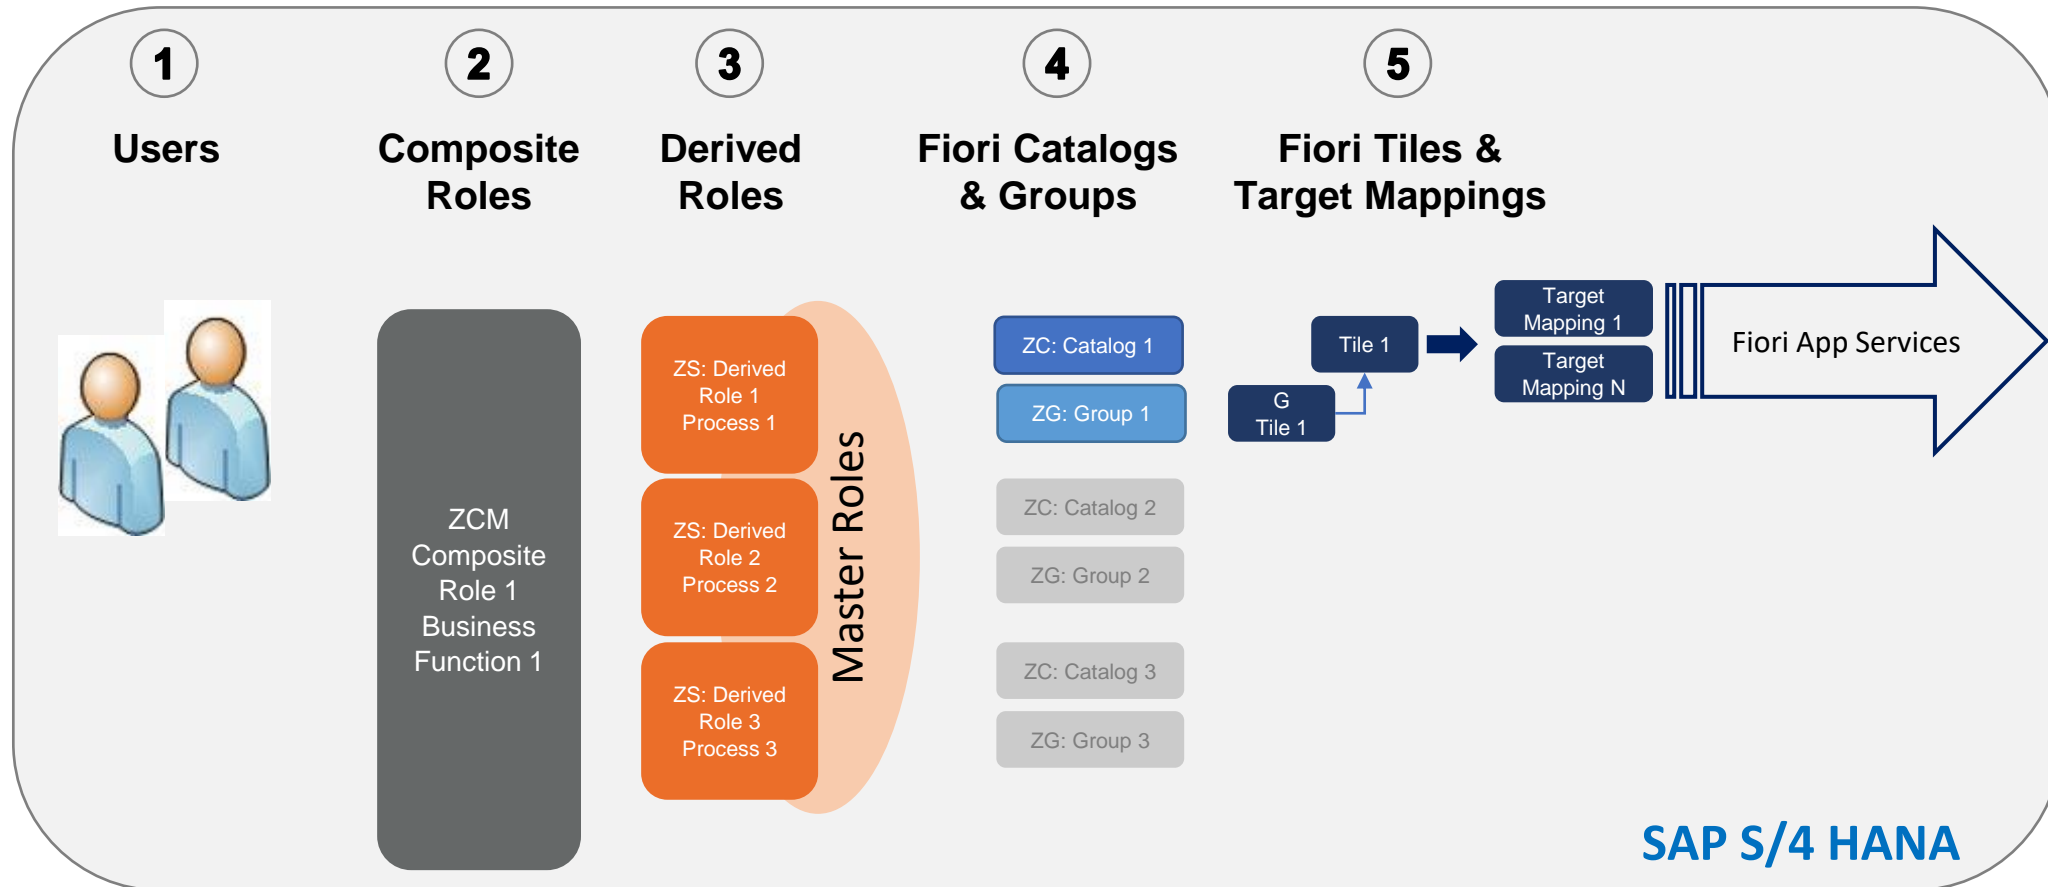 1
Users
2
Composite
Roles
3
Derived
Roles
4
Fiori Catalogs
& Groups
5
Fiori Tiles &
Target Mappings
ZCM
Composite
Role 1
Business
Function 1
ZS: Derived
Role 1
Process 1
ZS: Derived
Role 2
Process 2
ZS: Derived
Role 3
Process 3
Master Roles
ZC: Catalog 1
ZG: Group 1
ZC: Catalog 2
ZG: Group 2
ZC: Catalog 3
ZG: Group 3
Tile 1
G
Tile 1
Target
Mapping 1
Target
Mapping N
Fiori App Services
SAP S/4 HANA